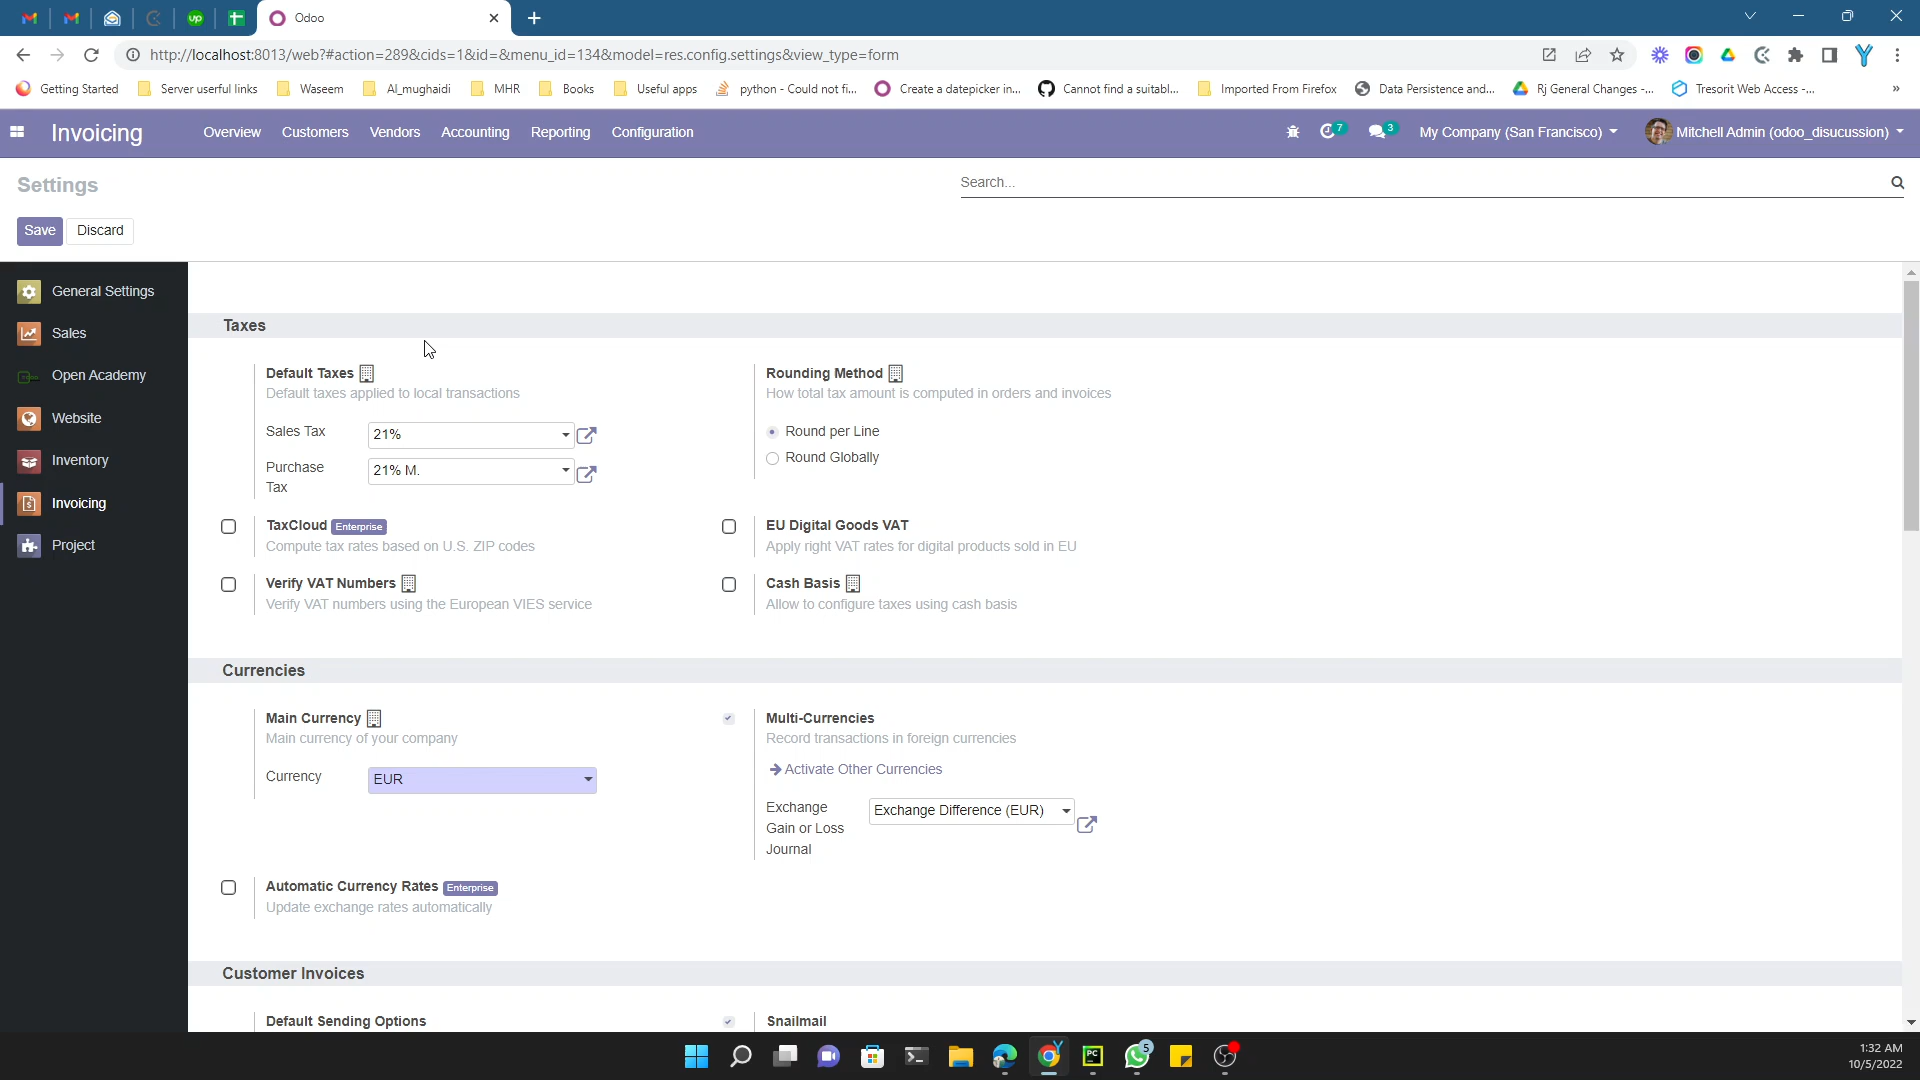 Odoo
http://localhost:8013/web?#action=289&cids=1&id=&menu_id=134&model=res.config.settings&view_type=form
Getting Started Server userful links Waseem Al_mughaidi MHR Books Useful apps python - Could not fi... Create a datepicker in... Cannot find a suitabl... Imported From Firefox Data Persistence and... Rj General Changes -... Tresorit Web Access -... »
Invoicing Overview Customers Vendors Accounting Reporting Configuration 7 3 My Company (San Francisco) Mitchell Admin (odoo_disucussion)
Settings Search...
Save Discard
General Settings
Sales
Open Academy
Website
Inventory
Invoicing
Project
Taxes
Default Taxes
Default taxes applied to local transactions
Sales Tax 21%
Purchase Tax 21% M.
Rounding Method
How total tax amount is computed in orders and invoices
Round per Line
Round Globally
TaxCloud Enterprise
Compute tax rates based on U.S. ZIP codes
EU Digital Goods VAT
Apply right VAT rates for digital products sold in EU
Verify VAT Numbers
Verify VAT numbers using the European VIES service
Cash Basis
Allow to configure taxes using cash basis
Currencies
Main Currency
Main currency of your company
Currency EUR
Multi-Currencies
Record transactions in foreign currencies
Activate Other Currencies
Exchange Gain or Loss Journal Exchange Difference (EUR)
Automatic Currency Rates Enterprise
Update exchange rates automatically
Customer Invoices
Default Sending Options
Snailmail
PC
5
1:32 AM
10/5/2022